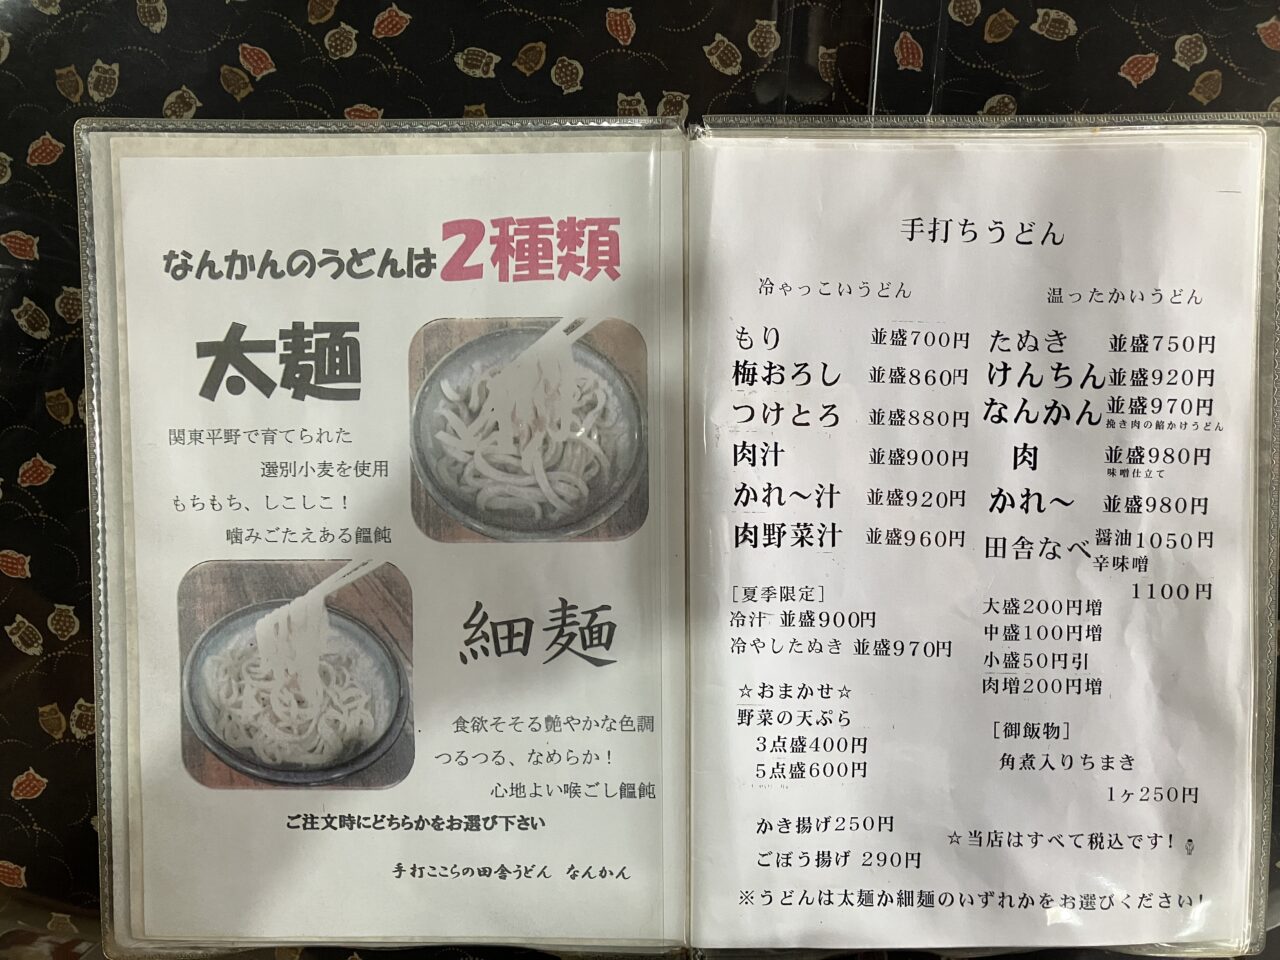 なんかんのうどんは2種類
太麺
関東平野で育てられた
選別小麦を使用
もちもち、しこしこ！
噛みごたえある饂飩
細麺
食欲そそる艶やかな色調
つるつる、なめらか！
心地よい喉ごし饂飩
ご注文時にどちらかをお選び下さい
手打ここらの田舎うどん なんかん
手打ちうどん
冷ゃっこいうどん
もり 並盛700円
梅おろし 並盛860円
つけとろ 並盛880円
肉汁 並盛900円
かれ〜汁 並盛920円
肉野菜汁 並盛960円
[夏季限定]
冷汁 並盛900円
冷やしたぬき 並盛970円
☆おまかせ☆
野菜の天ぷら
3点盛400円
5点盛600円
かき揚げ250円
ごぼう揚げ 290円
温ったかいうどん
たぬき 並盛750円
けんちん 並盛920円
なんかん 並盛970円
挽き肉の餡かけうどん
肉 並盛980円
味噌仕立て
かれ〜 並盛980円
田舎なべ 醤油1050円
辛味噌
1100円
大盛200円増
中盛100円増
小盛50円引
肉増200円増
[御飯物]
角煮入りちまき
1ヶ250円
☆当店はすべて税込です！
※うどんは太麺か細麺のいずれかをお選びください！